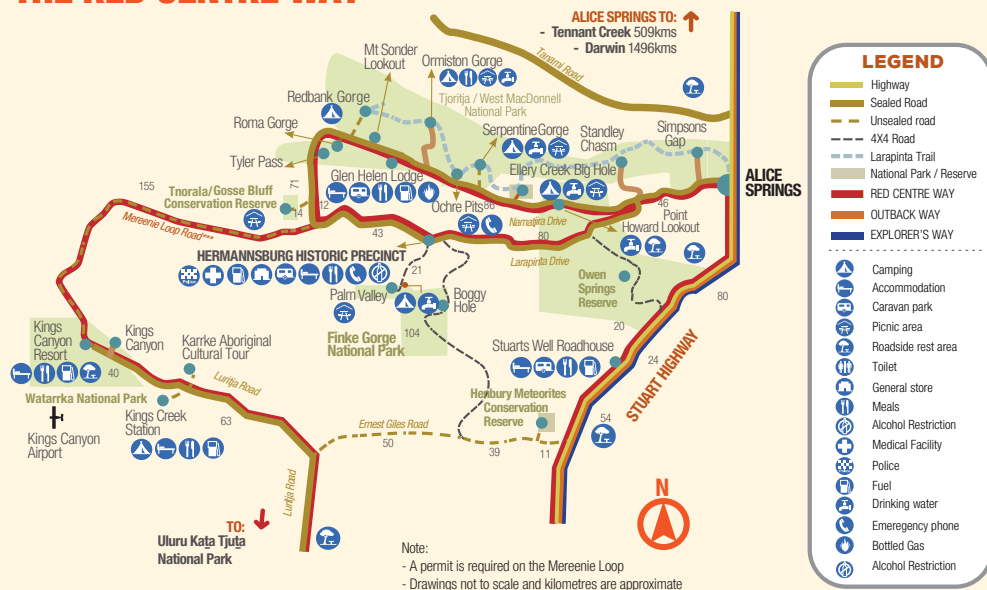 THE RED CENTRE WAY
ALICE SPRINGS TO:
- Tennant Creek 509kms
- Darwin 1496kms
Tanami Road
Mt Sonder
Lookout
Ormiston Gorge
Tjoritja / West MacDonnell
National Park
Redbank Gorge
Roma Gorge
Tyler Pass
Serpentine Gorge
Standley
Chasm
Simpsons
Gap
ALICE
SPRINGS
Glen Helen Lodge
Ellery Creek Big Hole
Ochre Pits
86
46
Point
Howard Lookout
Namatjira Drive
80
Larapinta Drive
155
71
Tnorala/Gosse Bluff
Conservation Reserve
14
12
43
Mereenie Loop Road***
HERMANNSBURG HISTORIC PRECINCT
21
Palm Valley
Boggy
Hole
Finke Gorge
National Park
104
Owen
Springs
Reserve
20
80
24
STUART HIGHWAY
Stuarts Well Roadhouse
Kings
Canyon
Resort
Kings
Canyon
40
Karrke Aboriginal
Cultural Tour
Luritja Road
Watarrka National Park
Kings Canyon
Airport
Kings Creek
Station
63
Henbury Meteorites
Conservation
Reserve
54
Ernest Giles Road
50
39
11
Luritja Road
TO:
Uluru Kata Tjuta
National Park
N
Note:
- A permit is required on the Mereenie Loop
- Drawings not to scale and kilometres are approximate
LEGEND
Highway
Sealed Road
Unsealed road
4X4 Road
Larapinta Trail
National Park / Reserve
RED CENTRE WAY
OUTBACK WAY
EXPLORER'S WAY
Camping
Accommodation
Caravan park
Picnic area
Roadside rest area
Toilet
General store
Meals
Alcohol Restriction
Medical Facility
Police
Fuel
Drinking water
Emeregency phone
Bottled Gas
Alcohol Restriction